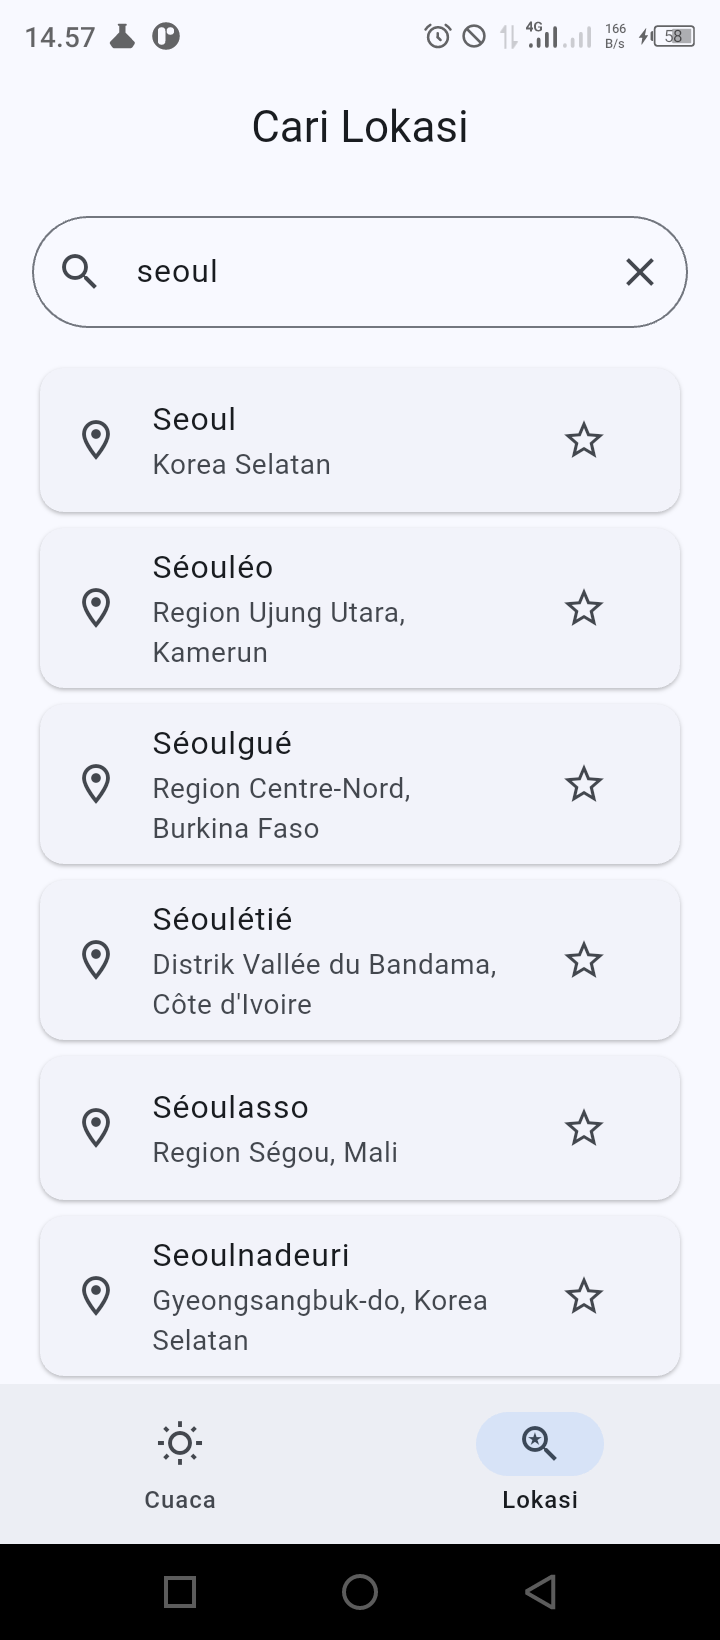 14.57
4G
166
B/s
58
Cari Lokasi
seoul
Seoul
Korea Selatan
Séouléo
Region Ujung Utara,
Kamerun
Séoulgué
Region Centre-Nord,
Burkina Faso
Séoulétié
Distrik Vallée du Bandama,
Côte d'Ivoire
Séoulasso
Region Ségou, Mali
Seoulnadeuri
Gyeongsangbuk-do, Korea
Selatan
Cuaca
Lokasi